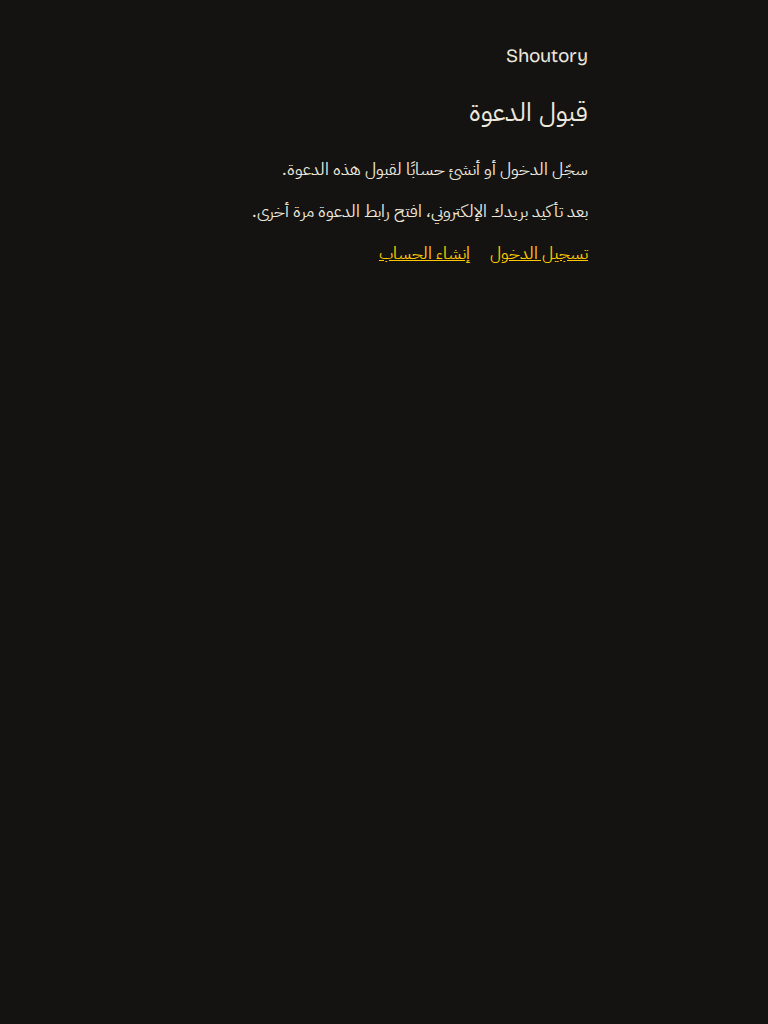 Shoutory
قبول الدعوة
سجّل الدخول أو أنشئ حسابًا لقبول هذه الدعوة.
بعد تأكيد بريدك الإلكتروني، افتح رابط الدعوة مرة أخرى.
تسجيل الدخول إنشاء الحساب